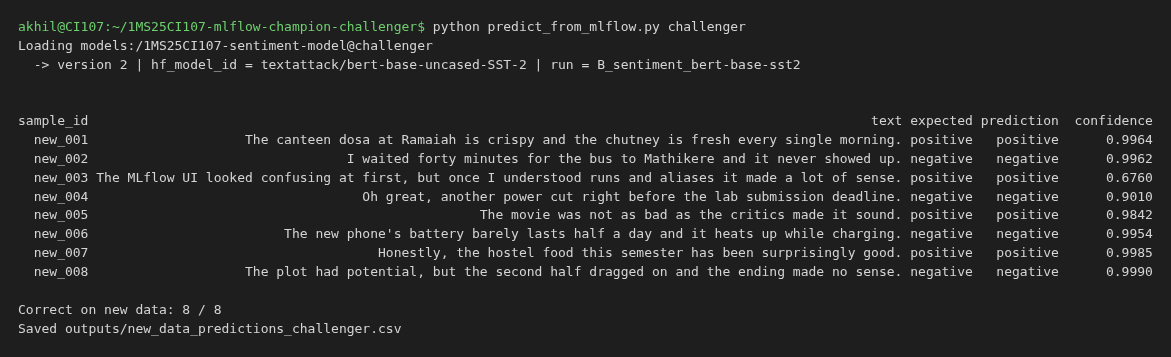 akhil@CI107:~/1MS25CI107-mlflow-champion-challenger$ python predict_from_mlflow.py challenger
Loading models:/1MS25CI107-sentiment-model@challenger
-> version 2 | hf_model_id = textattack/bert-base-uncased-SST-2 | run = B_sentiment_bert-base-sst2
sample_id text expected prediction confidence
new_001 The canteen dosa at Ramaiah is crispy and the chutney is fresh every single morning. positive positive 0.9964
new_002 I waited forty minutes for the bus to Mathikere and it never showed up. negative negative 0.9962
new_003 The MLflow UI looked confusing at first, but once I understood runs and aliases it made a lot of sense. positive positive 0.6760
new_004 Oh great, another power cut right before the lab submission deadline. negative negative 0.9010
new_005 The movie was not as bad as the critics made it sound. positive positive 0.9842
new_006 The new phone's battery barely lasts half a day and it heats up while charging. negative negative 0.9954
new_007 Honestly, the hostel food this semester has been surprisingly good. positive positive 0.9985
new_008 The plot had potential, but the second half dragged on and the ending made no sense. negative negative 0.9990
Correct on new data: 8 / 8
Saved outputs/new_data_predictions_challenger.csv